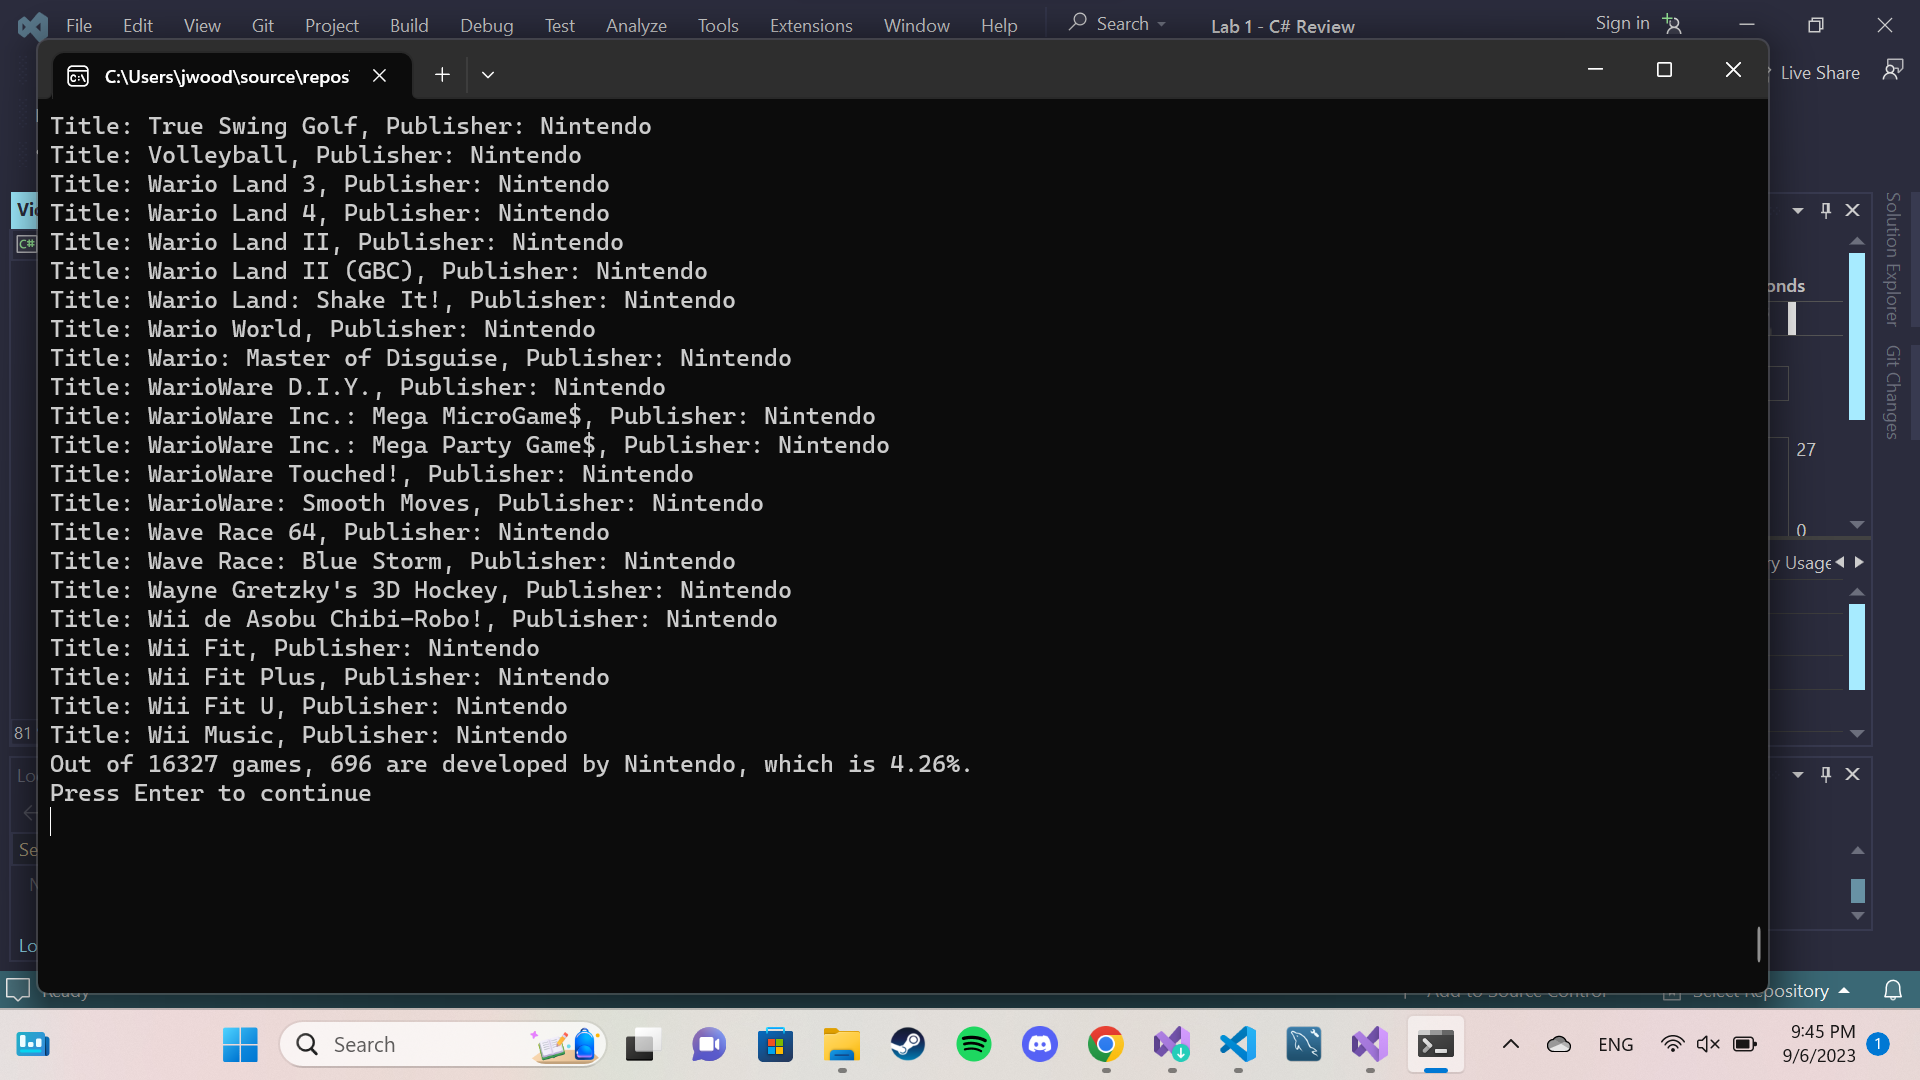 File Edit View Git Project Build Debug Test Analyze Tools Extensions Window Help Search Lab 1 - C# Review Sign in
C:\Users\jwood\source\repos
Live Share
Title: True Swing Golf, Publisher: Nintendo
Title: Volleyball, Publisher: Nintendo
Title: Wario Land 3, Publisher: Nintendo
Title: Wario Land 4, Publisher: Nintendo
Title: Wario Land II, Publisher: Nintendo
Title: Wario Land II (GBC), Publisher: Nintendo
Title: Wario Land: Shake It!, Publisher: Nintendo
Title: Wario World, Publisher: Nintendo
Title: Wario: Master of Disguise, Publisher: Nintendo
Title: WarioWare D.I.Y., Publisher: Nintendo
Title: WarioWare Inc.: Mega MicroGame$, Publisher: Nintendo
Title: WarioWare Inc.: Mega Party Game$, Publisher: Nintendo
Title: WarioWare Touched!, Publisher: Nintendo
Title: WarioWare: Smooth Moves, Publisher: Nintendo
Title: Wave Race 64, Publisher: Nintendo
Title: Wave Race: Blue Storm, Publisher: Nintendo
Title: Wayne Gretzky's 3D Hockey, Publisher: Nintendo
Title: Wii de Asobu Chibi-Robo!, Publisher: Nintendo
Title: Wii Fit, Publisher: Nintendo
Title: Wii Fit Plus, Publisher: Nintendo
Title: Wii Fit U, Publisher: Nintendo
Title: Wii Music, Publisher: Nintendo
Out of 16327 games, 696 are developed by Nintendo, which is 4.26%.
Press Enter to continue
Solution Explorer
Git Changes
onds
27
0
y Usage
81
Ready
Add to Source Control
Select Repository
Search
ENG
9:45 PM
9/6/2023
1